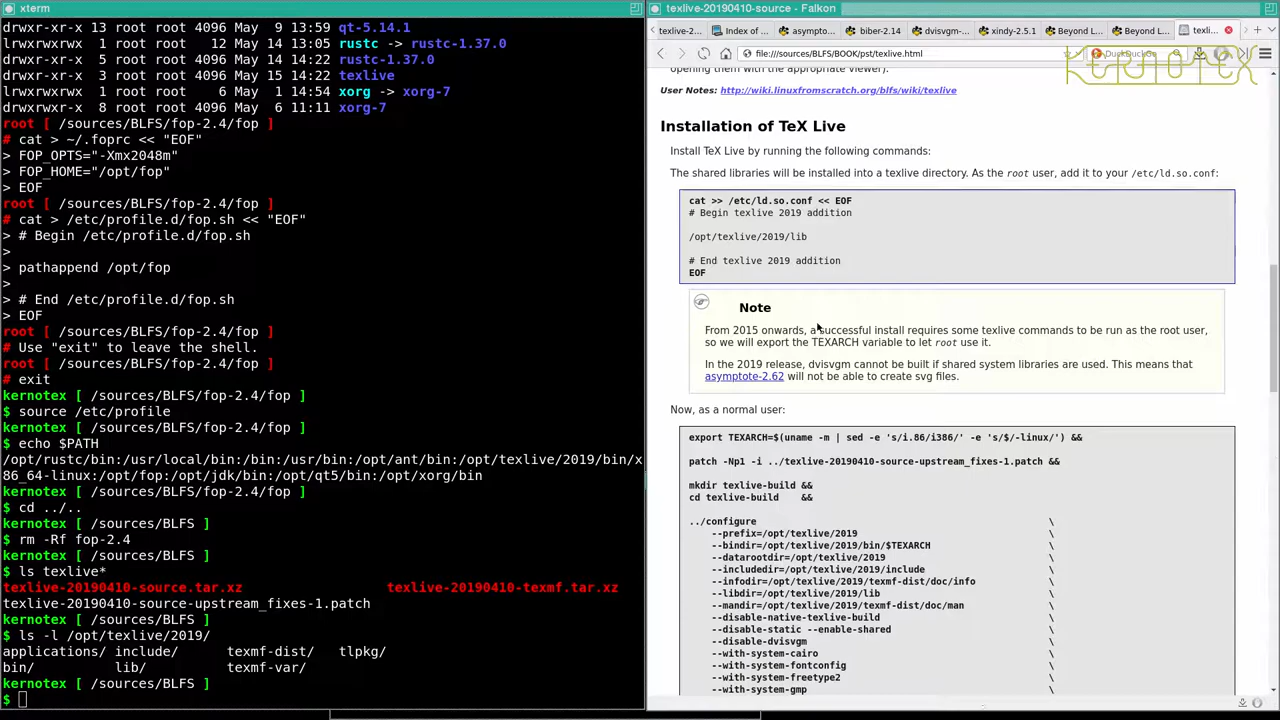 xterm
drwxr-xr-x 13 root root 4096 May  9 13:59 qt-5.14.1
lrwxrwxrwx  1 root root   12 May 14 13:05 rustc -> rustc-1.37.0
drwxr-xr-x  5 root root 4096 May 14 14:22 rustc-1.37.0
drwxr-xr-x  3 root root 4096 May 15 14:22 texlive
lrwxrwxrwx  1 root root    6 May  1 14:54 xorg -> xorg-7
drwxr-xr-x  8 root root 4096 May  6 11:11 xorg-7
root [ /sources/BLFS/fop-2.4/fop ]
# cat > ~/.foprc << "EOF"
> FOP_OPTS="-Xmx2048m"
> FOP_HOME="/opt/fop"
> EOF
root [ /sources/BLFS/fop-2.4/fop ]
# cat > /etc/profile.d/fop.sh << "EOF"
> # Begin /etc/profile.d/fop.sh
>
> pathappend /opt/fop
>
> # End /etc/profile.d/fop.sh
> EOF
root [ /sources/BLFS/fop-2.4/fop ]
# Use "exit" to leave the shell.
root [ /sources/BLFS/fop-2.4/fop ]
# exit
kernotex [ /sources/BLFS/fop-2.4/fop ]
$ source /etc/profile
kernotex [ /sources/BLFS/fop-2.4/fop ]
$ echo $PATH
/opt/rustc/bin:/usr/local/bin:/bin:/usr/bin:/opt/ant/bin:/opt/texlive/2019/bin/x
86_64-linux:/opt/fop:/opt/jdk/bin:/opt/qt5/bin:/opt/xorg/bin
kernotex [ /sources/BLFS/fop-2.4/fop ]
$ cd ../..
kernotex [ /sources/BLFS ]
$ rm -Rf fop-2.4
kernotex [ /sources/BLFS ]
$ ls texlive*
texlive-20190410-source.tar.xz texlive-20190410-texmf.tar.xz
texlive-20190410-source-upstream_fixes-1.patch
kernotex [ /sources/BLFS ]
$ ls -l /opt/texlive/2019/
applications/ include/ texmf-dist/ tlpkg/
bin/ lib/ texmf-var/
kernotex [ /sources/BLFS ]
$
texlive-20190410-source - Falkon
texlive-2... Index of ... asympto... biber-2.14 dvisvgm-... xindy-2.5.1 Beyond L... Beyond L... texli...
file:///sources/BLFS/BOOK/pst/texlive.html DuckDuckGo
KERNOTEX
opening them with the appropriate viewer).
User Notes: http://wiki.linuxfromscratch.org/blfs/wiki/texlive
Installation of TeX Live
Install TeX Live by running the following commands:
The shared libraries will be installed into a texlive directory. As the root user, add it to your /etc/ld.so.conf:
cat >> /etc/ld.so.conf << EOF
# Begin texlive 2019 addition
/opt/texlive/2019/lib
# End texlive 2019 addition
EOF
Note
From 2015 onwards, a successful install requires some texlive commands to be run as the root user,
so we will export the TEXARCH variable to let root use it.
In the 2019 release, dvisvgm cannot be built if shared system libraries are used. This means that
asymptote-2.62 will not be able to create svg files.
Now, as a normal user:
export TEXARCH=$(uname -m | sed -e 's/i.86/i386/' -e 's/$/-linux/') &&
patch -Np1 -i ../texlive-20190410-source-upstream_fixes-1.patch &&
mkdir texlive-build &&
cd texlive-build    &&
../configure \
--prefix=/opt/texlive/2019 \
--bindir=/opt/texlive/2019/bin/$TEXARCH \
--datarootdir=/opt/texlive/2019 \
--includedir=/opt/texlive/2019/include \
--infodir=/opt/texlive/2019/texmf-dist/doc/info \
--libdir=/opt/texlive/2019/lib \
--mandir=/opt/texlive/2019/texmf-dist/doc/man \
--disable-native-texlive-build \
--disable-static --enable-shared \
--disable-dvisvgm \
--with-system-cairo \
--with-system-fontconfig \
--with-system-freetype2 \
--with-system-gmp \